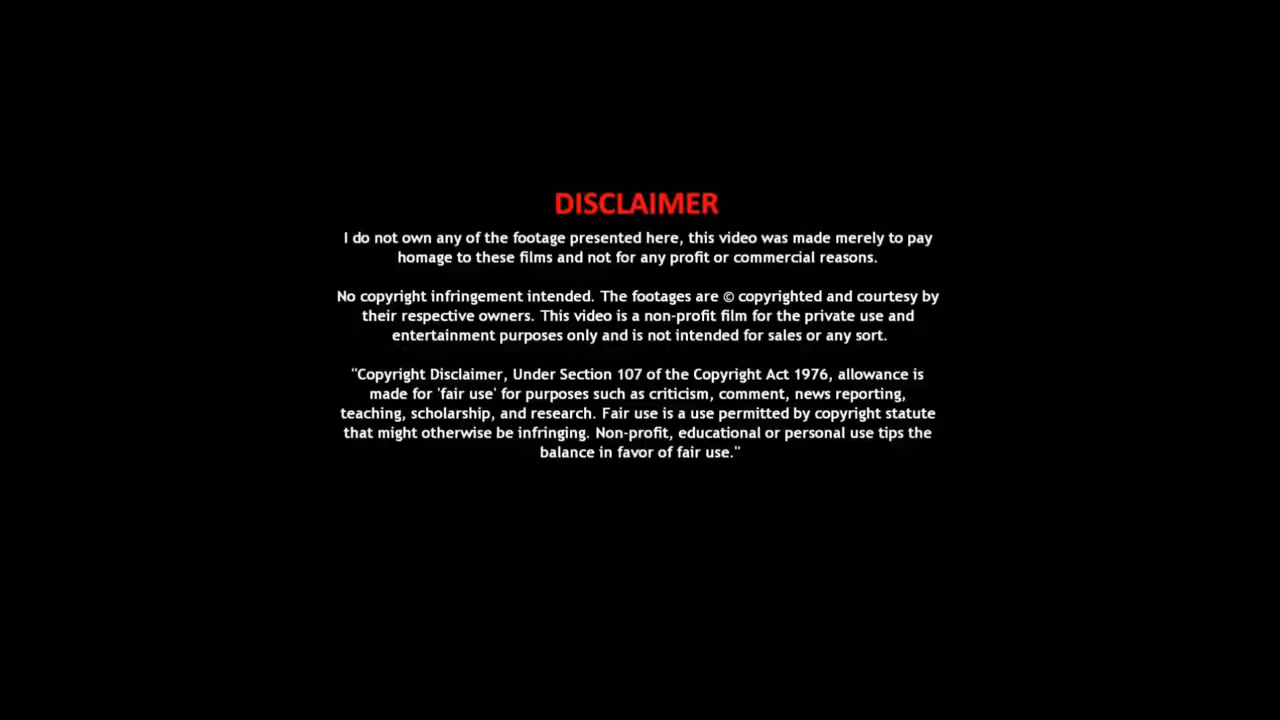 DISCLAIMER
I do not own any of the footage presented here, this video was made merely to pay
homage to these films and not for any profit or commercial reasons.
No copyright infringement intended. The footages are © copyrighted and courtesy by
their respective owners. This video is a non-profit film for the private use and
entertainment purposes only and is not intended for sales or any sort.
"Copyright Disclaimer, Under Section 107 of the Copyright Act 1976, allowance is
made for 'fair use' for purposes such as criticism, comment, news reporting,
teaching, scholarship, and research. Fair use is a use permitted by copyright statute
that might otherwise be infringing. Non-profit, educational or personal use tips the
balance in favor of fair use."